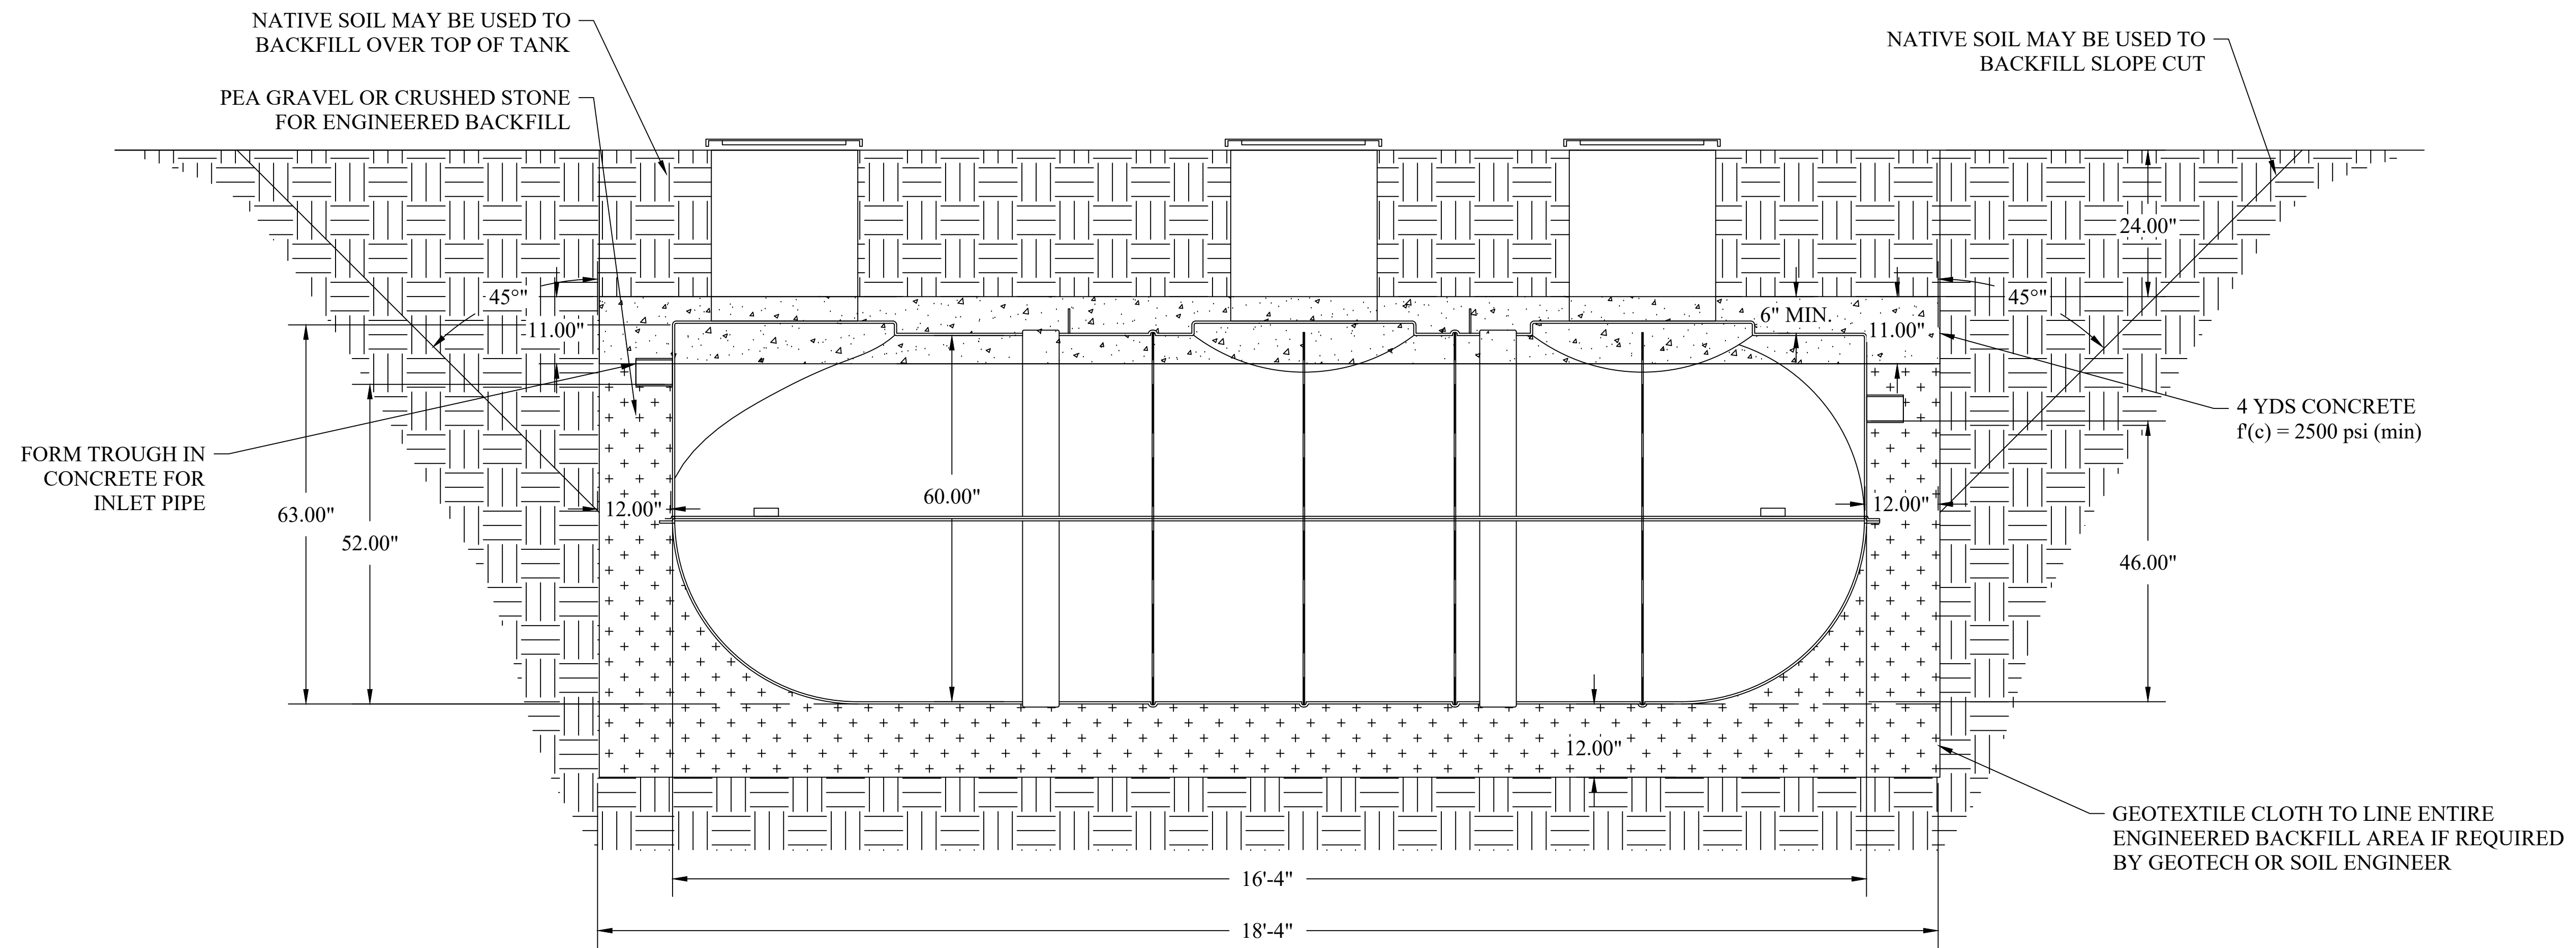 NATIVE SOIL MAY BE USED TO
BACKFILL OVER TOP OF TANK
NATIVE SOIL MAY BE USED TO
BACKFILL SLOPE CUT
PEA GRAVEL OR CRUSHED STONE
FOR ENGINEERED BACKFILL
24.00"
45°"
45°"
11.00"
6" MIN.
11.00"
4 YDS CONCRETE
f'(c) = 2500 psi (min)
FORM TROUGH IN
CONCRETE FOR
INLET PIPE
63.00"
52.00"
12.00"
60.00"
12.00"
46.00"
12.00"
GEOTEXTILE CLOTH TO LINE ENTIRE
ENGINEERED BACKFILL AREA IF REQUIRED
BY GEOTECH OR SOIL ENGINEER
16'-4"
18'-4"